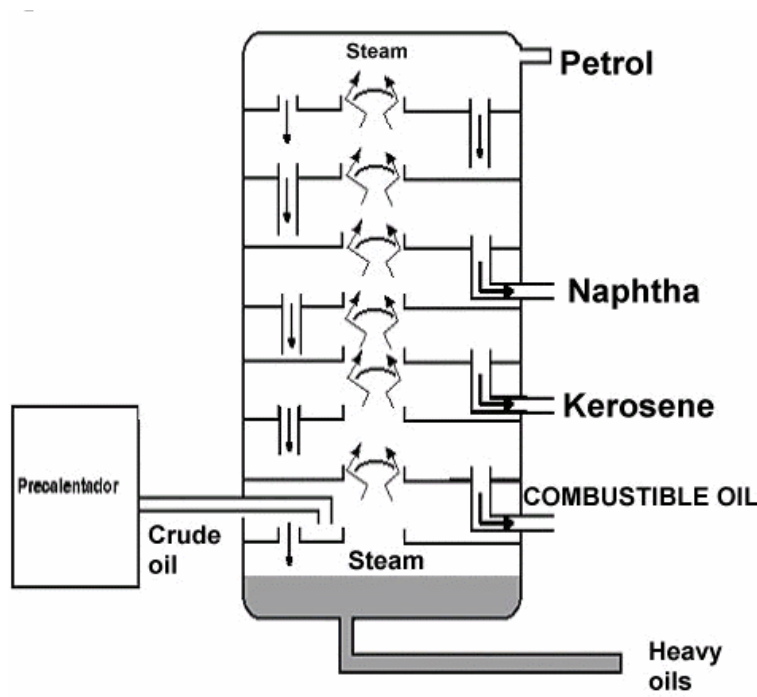 Steam
Petrol
Naphtha
Kerosene
Precalentador
COMBUSTIBLE OIL
Crude
oil
Steam
Heavy
oils